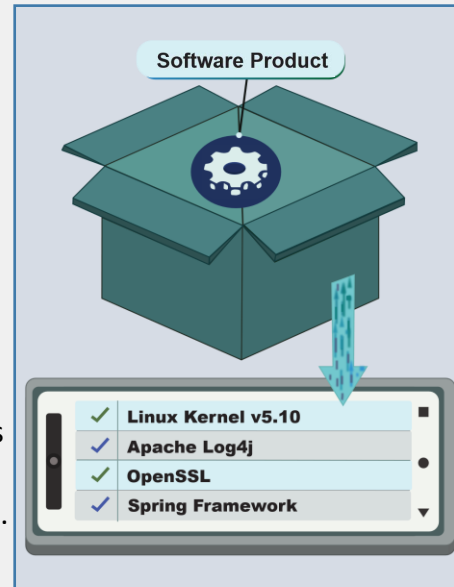 Software Product
Linux Kernel v5.10
Apache Log4j
OpenSSL
Spring Framework
s
.